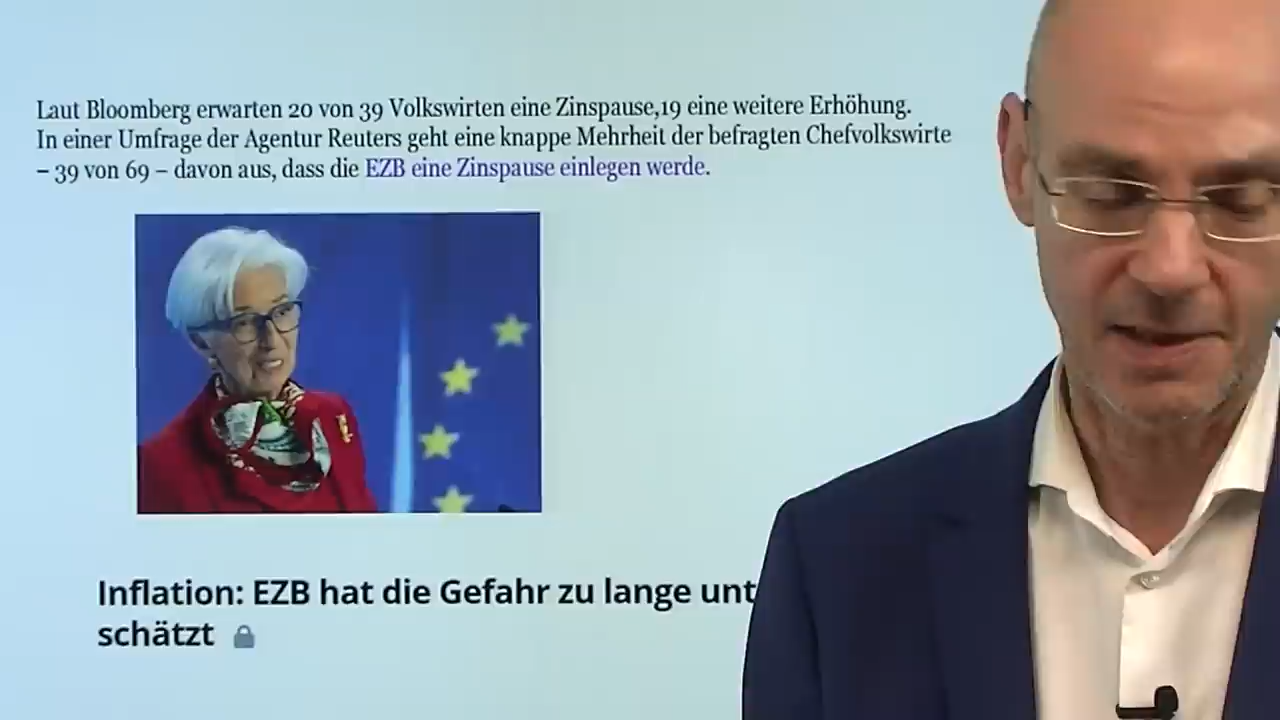 Laut Bloomberg erwarten 20 von 39 Volkswirten eine Zinspause,19 eine weitere Erhöhung.
In einer Umfrage der Agentur Reuters geht eine knappe Mehrheit der befragten Chefvolkswirte
– 39 von 69 – davon aus, dass die EZB eine Zinspause einlegen werde.
Inflation: EZB hat die Gefahr zu lange unt
schätzt